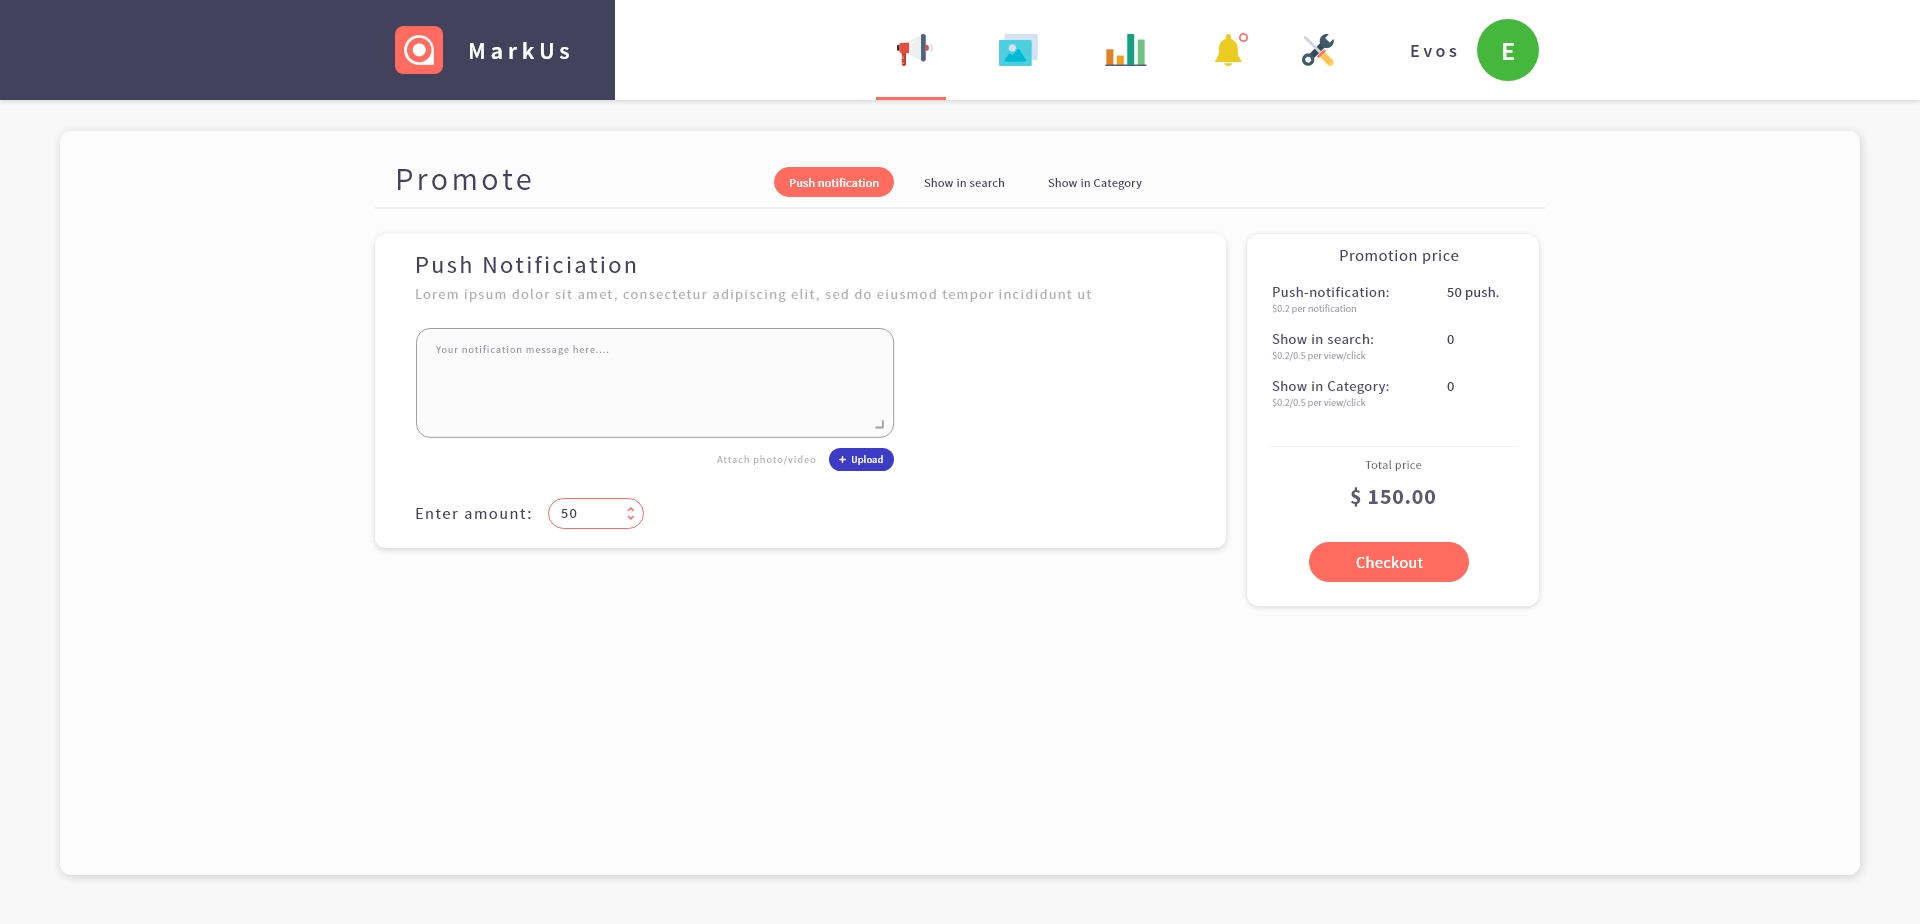 MarkUs
Evos
E
Promote
Push notification
Show in search
Show in Category
Push Notificiation
Lorem ipsum dolor sit amet, consectetur adipiscing elit, sed do eiusmod tempor incididunt ut
Your notification message here....
Attach photo/video
+ Upload
Enter amount:
50
Promotion price
Push-notification: 50 push.
$0.2 per notification
Show in search: 0
$0.2/0.5 per view/click
Show in Category: 0
$0.2/0.5 per view/click
Total price
$ 150.00
Checkout